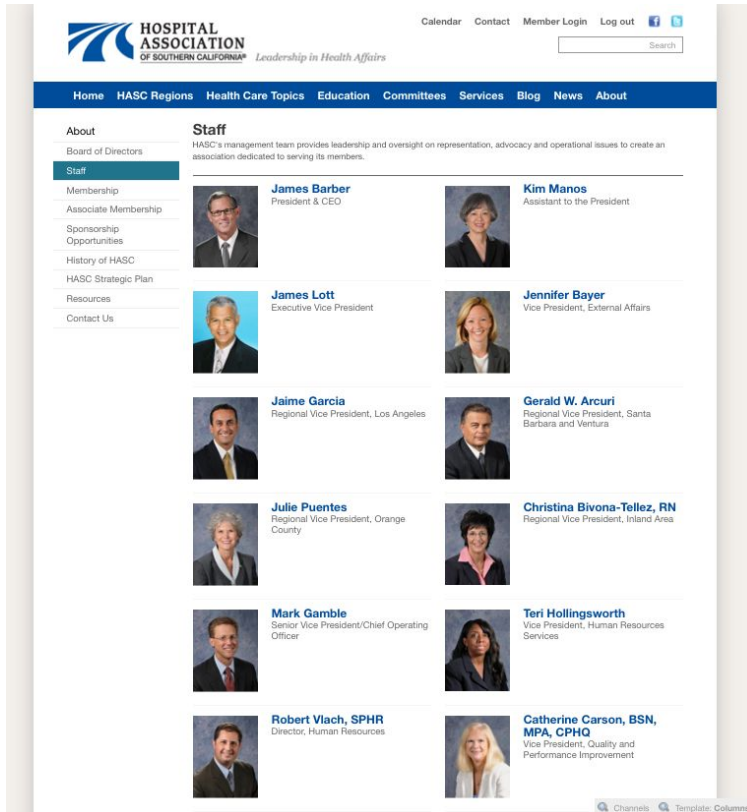 HOSPITAL
ASSOCIATION
OF SOUTHERN CALIFORNIA®
Leadership in Health Affairs
Calendar Contact Member Login Log out
Search
Home HASC Regions Health Care Topics Education Committees Services Blog News About
About
Board of Directors
Staff
Membership
Associate Membership
Sponsorship
Opportunities
History of HASC
HASC Strategic Plan
Resources
Contact Us
Staff
HASC's management team provides leadership and oversight on representation, advocacy and operational issues to create an
association dedicated to serving its members.
James Barber
President & CEO
Kim Manos
Assistant to the President
James Lott
Executive Vice President
Jennifer Bayer
Vice President, External Affairs
Jaime Garcia
Regional Vice President, Los Angeles
Gerald W. Arcuri
Regional Vice President, Santa
Barbara and Ventura
Julie Puentes
Regional Vice President, Orange
County
Christina Bivona-Tellez, RN
Regional Vice President, Inland Area
Mark Gamble
Senior Vice President/Chief Operating
Officer
Teri Hollingsworth
Vice President, Human Resources
Services
Robert Vlach, SPHR
Director, Human Resources
Catherine Carson, BSN,
MPA, CPHQ
Vice President, Quality and
Performance Improvement
Channels Template: Columns